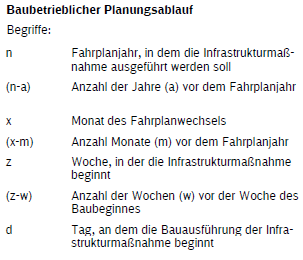 Baubetrieblicher Planungsablauf
Begriffe:
n Fahrplanjahr, in dem die Infrastrukturmaß-
nahme ausgeführt werden soll
(n-a) Anzahl der Jahre (a) vor dem Fahrplanjahr
x Monat des Fahrplanwechsels
(x-m) Anzahl Monate (m) vor dem Fahrplanjahr
z Woche, in der die Infrastrukturmaßnahme
beginnt
(z-w) Anzahl der Wochen (w) vor der Woche des
Baubeginnes
d Tag, an dem die Bauausführung der Infra-
strukturmaßnahme beginnt